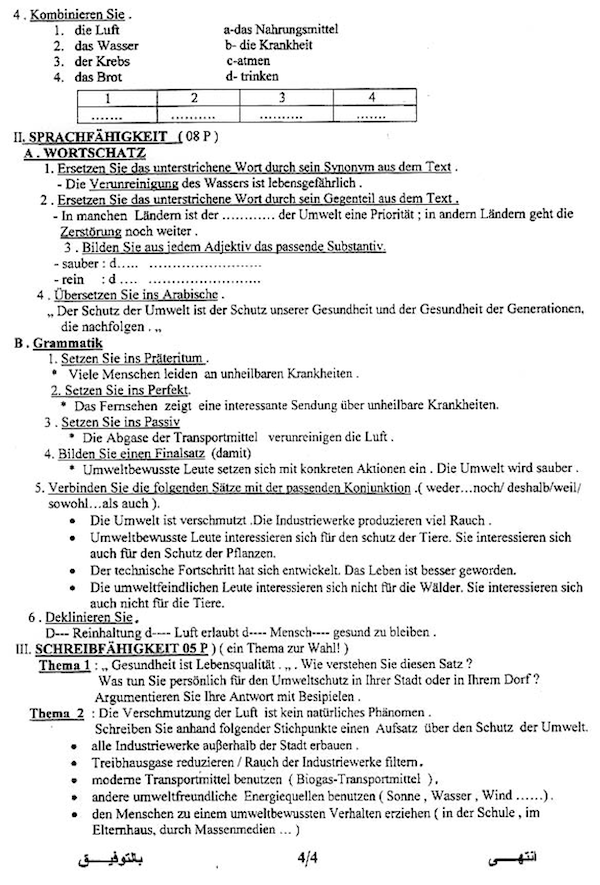 4 . Kombinieren Sie .
1. die Luft a-das Nahrungsmittel
2. das Wasser b- die Krankheit
3. der Krebs c-atmen
4. das Brot d- trinken
1 2 3 4
....... .......... .......... .......
II. SPRACHFÄHIGKEIT ( 08 P )
A . WORTSCHATZ
1. Ersetzen Sie das unterstrichene Wort durch sein Synonym aus dem Text .
- Die Verunreinigung des Wassers ist lebensgefährlich .
2 . Ersetzen Sie das unterstrichene Wort durch sein Gegenteil aus dem Text .
- In manchen Ländern ist der ............ der Umwelt eine Priorität ; in andern Ländern geht die
Zerstörung noch weiter .
3 . Bilden Sie aus jedem Adjektiv das passende Substantiv.
- sauber : d..... ..........................
- rein : d .... ..........................
4 . Übersetzen Sie ins Arabische .
„ Der Schutz der Umwelt ist der Schutz unserer Gesundheit und der Gesundheit der Generationen,
die nachfolgen . „
B . Grammatik
1. Setzen Sie ins Präteritum .
* Viele Menschen leiden an unheilbaren Krankheiten .
2. Setzen Sie ins Perfekt.
* Das Fernsehen zeigt eine interessante Sendung über unheilbare Krankheiten.
3 . Setzen Sie ins Passiv
* Die Abgase der Transportmittel verunreinigen die Luft .
4. Bilden Sie einen Finalsatz (damit)
* Umweltbewusste Leute setzen sich mit konkreten Aktionen ein . Die Umwelt wird sauber .
5. Verbinden Sie die folgenden Sätze mit der passenden Konjunktion .( weder...noch/ deshalb/weil/
sowohl...als auch ).
• Die Umwelt ist verschmutzt .Die Industriewerke produzieren viel Rauch .
• Umweltbewusste Leute interessieren sich für den schutz der Tiere. Sie interessieren sich
auch für den Schutz der Pflanzen.
• Der technische Fortschritt hat sich entwickelt. Das Leben ist besser geworden.
• Die umweltfeindlichen Leute interessieren sich nicht für die Wälder. Sie interessieren sich
auch nicht für die Tiere.
6 . Deklinieren Sie .
D--- Reinhaltung d---- Luft erlaubt d---- Mensch---- gesund zu bleiben .
III. SCHREIBFÄHIGKEIT 05 P ) ( ein Thema zur Wahl! )
Thema 1 : „ Gesundheit ist Lebensqualität . „ . Wie verstehen Sie diesen Satz ?
Was tun Sie persönlich für den Umweltschutz in Ihrer Stadt oder in Ihrem Dorf ?
Argumentieren Sie Ihre Antwort mit Besipielen .
Thema 2 : Die Verschmutzung der Luft ist kein natürliches Phänomen .
Schreiben Sie anhand folgender Stichpunkte einen Aufsatz über den Schutz der Umwelt.
• alle Industriewerke außerhalb der Stadt erbauen .
• Treibhausgase reduzieren / Rauch der Industriewerke filtern.
• moderne Transportmittel benutzen ( Biogas-Transportmittel ).
• andere umweltfreundliche Energiequellen benutzen ( Sonne , Wasser , Wind ......) .
• den Menschen zu einem umweltbewussten Verhalten erziehen ( in der Schule , im
Elternhaus, durch Massenmedien ... )
بالتوفيـــق 4/4 انتهـــى